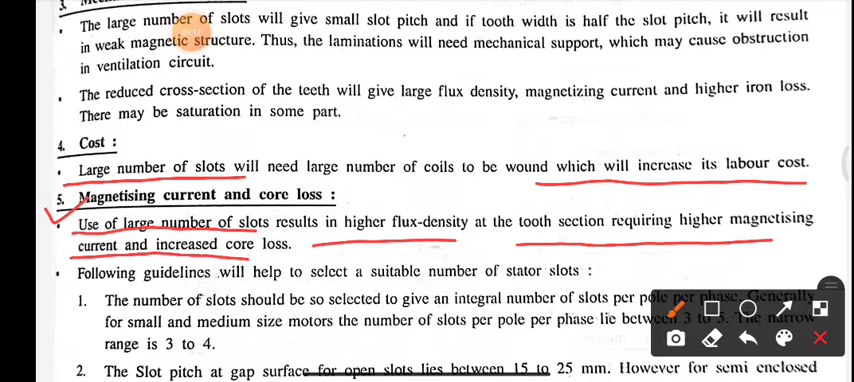 3.
• The large number of slots will give small slot pitch and if tooth width is half the slot pitch, it will result
in weak magnetic structure. Thus, the laminations will need mechanical support, which may cause obstruction
in ventilation circuit.
• The reduced cross-section of the teeth will give large flux density, magnetizing current and higher iron loss.
There may be saturation in some part.
4. Cost :
• Large number of slots will need large number of coils to be wound which will increase its labour cost.
5. Magnetising current and core loss :
• Use of large number of slots results in higher flux-density at the tooth section requiring higher magnetising
current and increased core loss.
• Following guidelines will help to select a suitable number of stator slots :
1. The number of slots should be so selected to give an integral number of slots per pole per phase. Generally
for small and medium size motors the number of slots per pole per phase lie between 3 to 5. The narrow
range is 3 to 4.
2. The Slot pitch at gap surface for open slots lies between 15 to 25 mm. However for semi enclosed